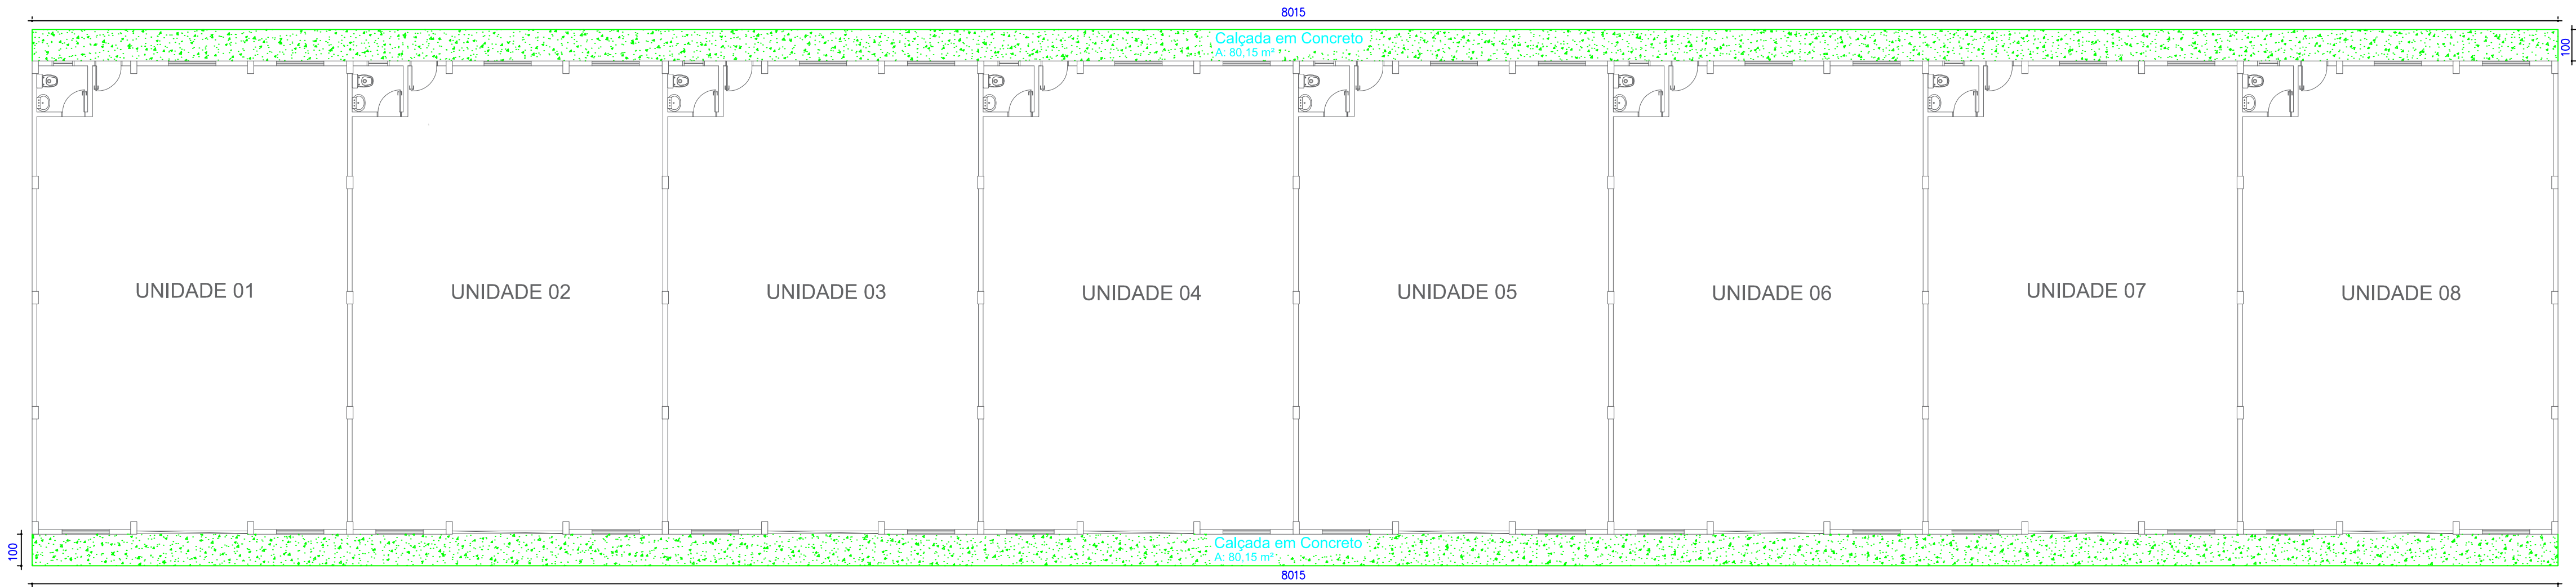 8015
Calçada em Concreto
A: 80,15 m²
100
UNIDADE 01
UNIDADE 02
UNIDADE 03
UNIDADE 04
UNIDADE 05
UNIDADE 06
UNIDADE 07
UNIDADE 08
100
Calçada em Concreto
A: 80,15 m²
8015